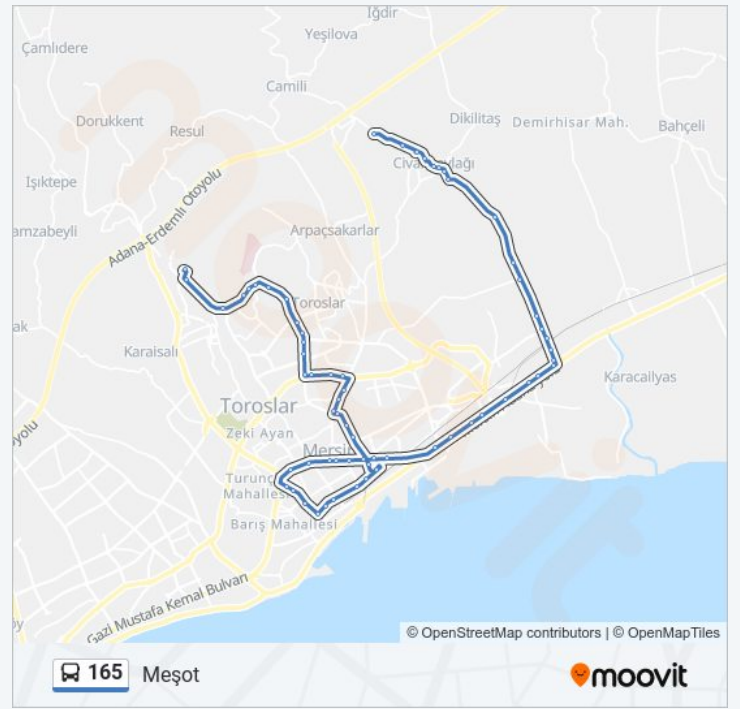 Iğdir
Çamlıdere
Yeşilova
Camili
Dorukkent
Resul
Dikilitaş
Demirhisar Mah.
Bahçeli
Işıktepe
Adana-Erdemli Otoyolu
amzabeyli
Arpaçsakarlar
Toroslar
ak
Karaisalı
Karacailyas
Toroslar
oyolu
Zeki Ayan
Mersin
Turunç
Mahallesi
Barış Mahallesi
Gazi Mustafa Kemal Bulvarı
öy
© OpenStreetMap contributors | © OpenMapTiles
165 Meşot
moovit